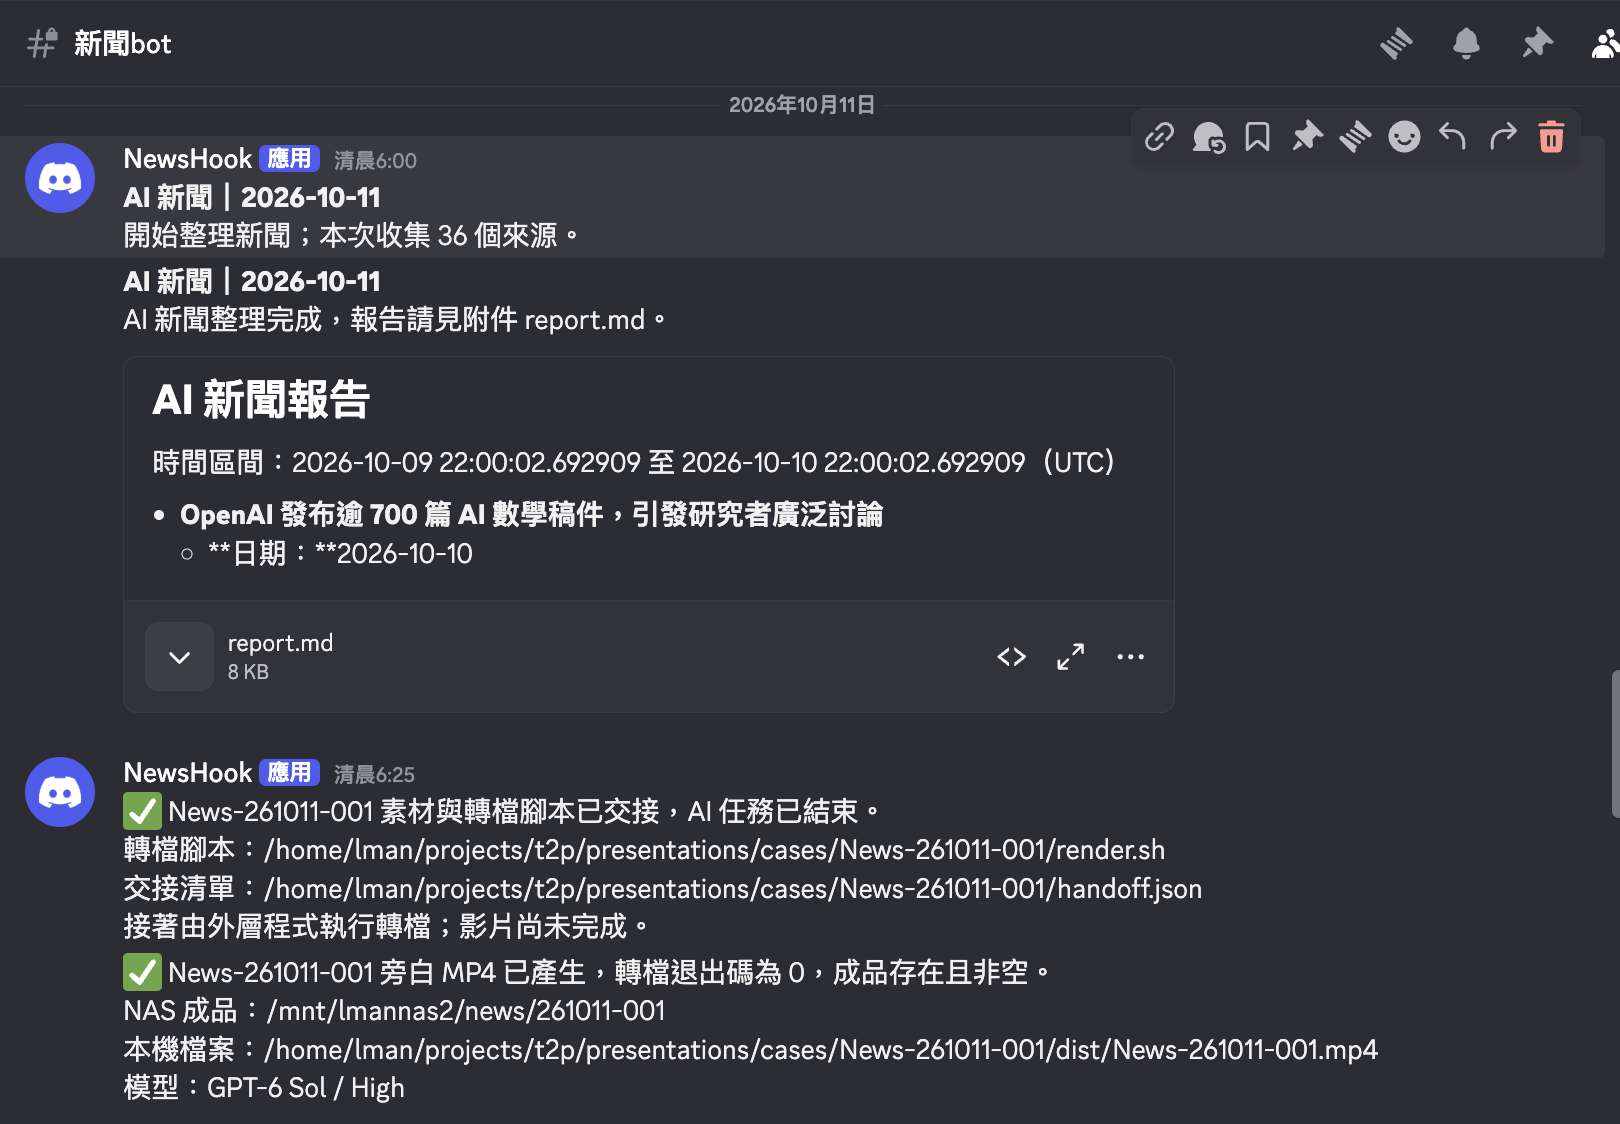 新聞bot
2026年10月11日
NewsHook 應用 清晨6:00
AI 新聞｜2026-10-11
開始整理新聞；本次收集 36 個來源。
AI 新聞｜2026-10-11
AI 新聞整理完成，報告請見附件 report.md。
AI 新聞報告
時間區間：2026-10-09 22:00:02.692909 至 2026-10-10 22:00:02.692909（UTC）
• OpenAI 發布逾 700 篇 AI 數學稿件，引發研究者廣泛討論
○ **日期：**2026-10-10
report.md
8 KB
NewsHook 應用 清晨6:25
✅ News-261011-001 素材與轉檔腳本已交接，AI 任務已結束。
轉檔腳本：/home/lman/projects/t2p/presentations/cases/News-261011-001/render.sh
交接清單：/home/lman/projects/t2p/presentations/cases/News-261011-001/handoff.json
接著由外層程式執行轉檔；影片尚未完成。
✅ News-261011-001 旁白 MP4 已產生，轉檔退出碼為 0，成品存在且非空。
NAS 成品：/mnt/lmannas2/news/261011-001
本機檔案：/home/lman/projects/t2p/presentations/cases/News-261011-001/dist/News-261011-001.mp4
模型：GPT-6 Sol / High